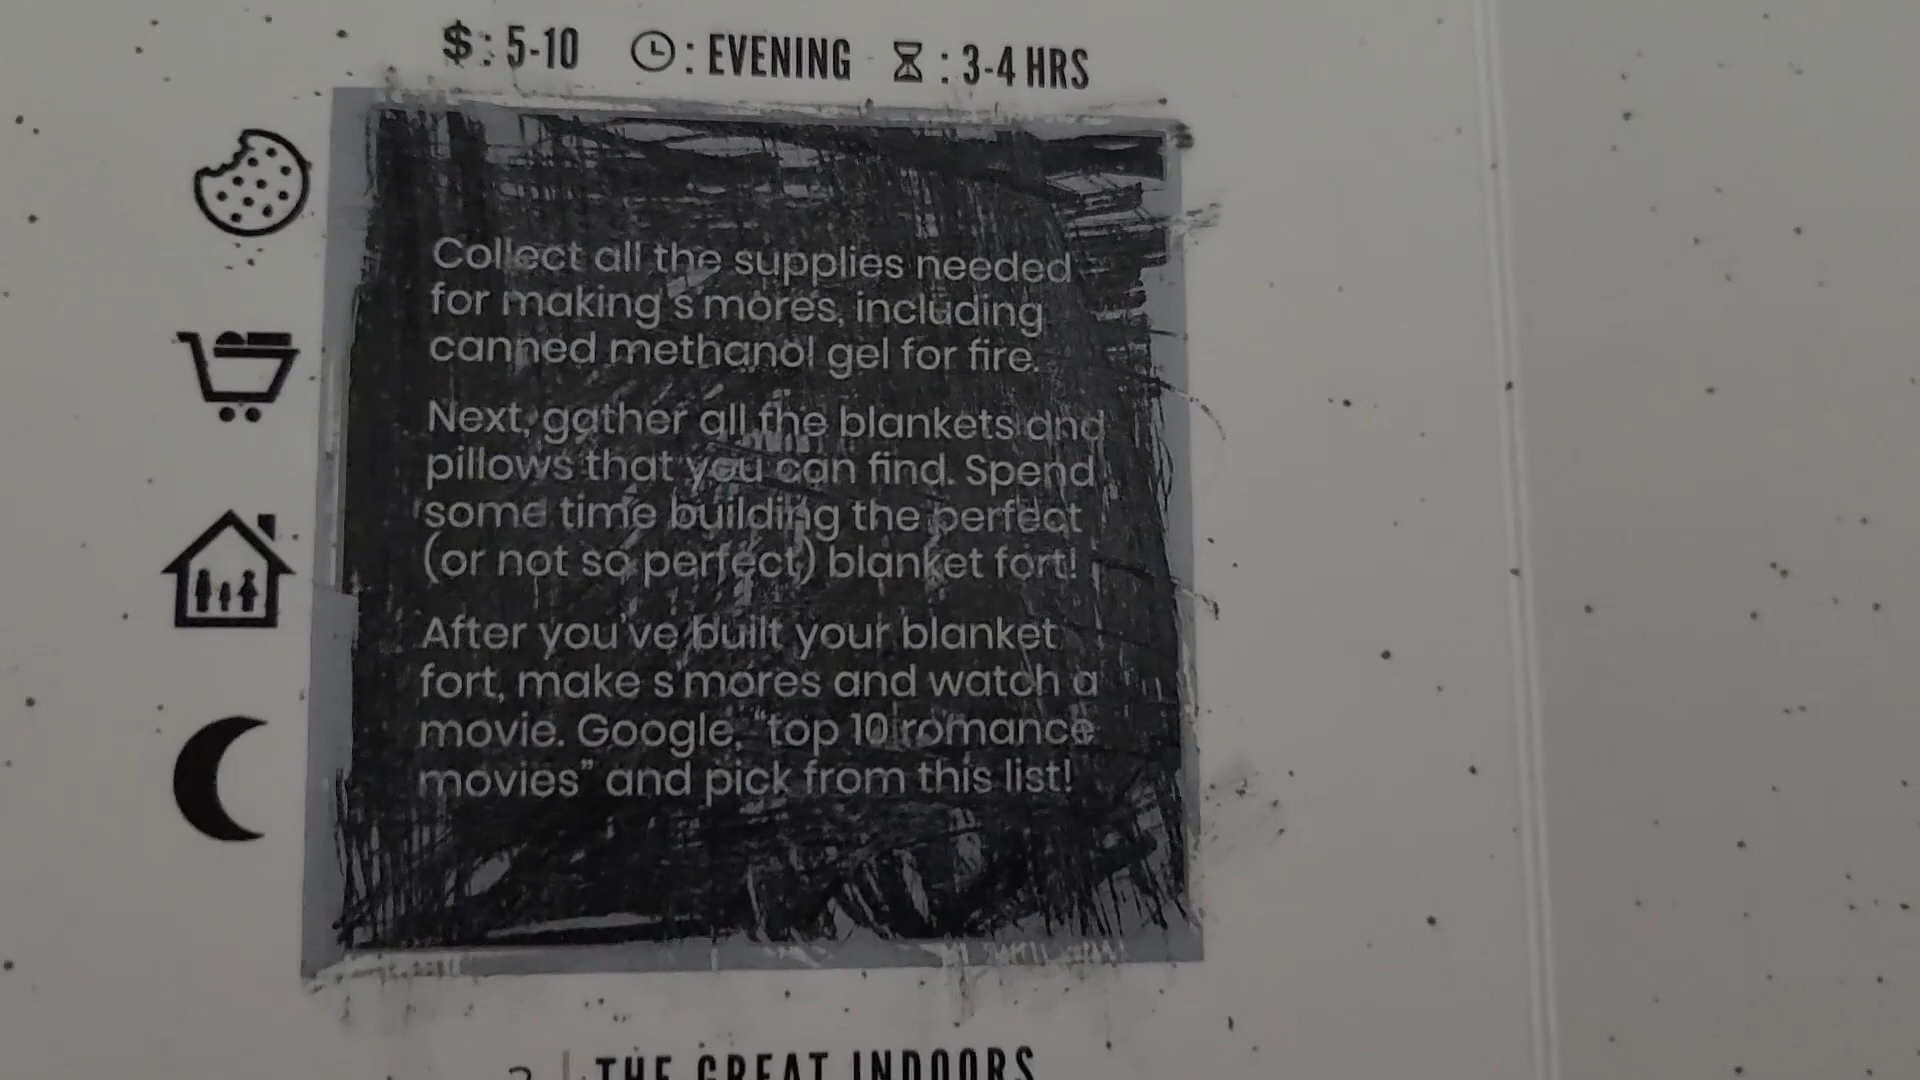 $ : 5-10 : EVENING : 3-4 HRS
Collect all the supplies needed
for making s'mores, including
canned methanol gel for fire.
Next, gather all the blankets and
pillows that you can find. Spend
some time building the perfect
(or not so perfect) blanket fort!
After you've built your blanket
fort, make s'mores and watch a
movie. Google, "top 10 romance
movies" and pick from this list!
THE GREAT INDOORS